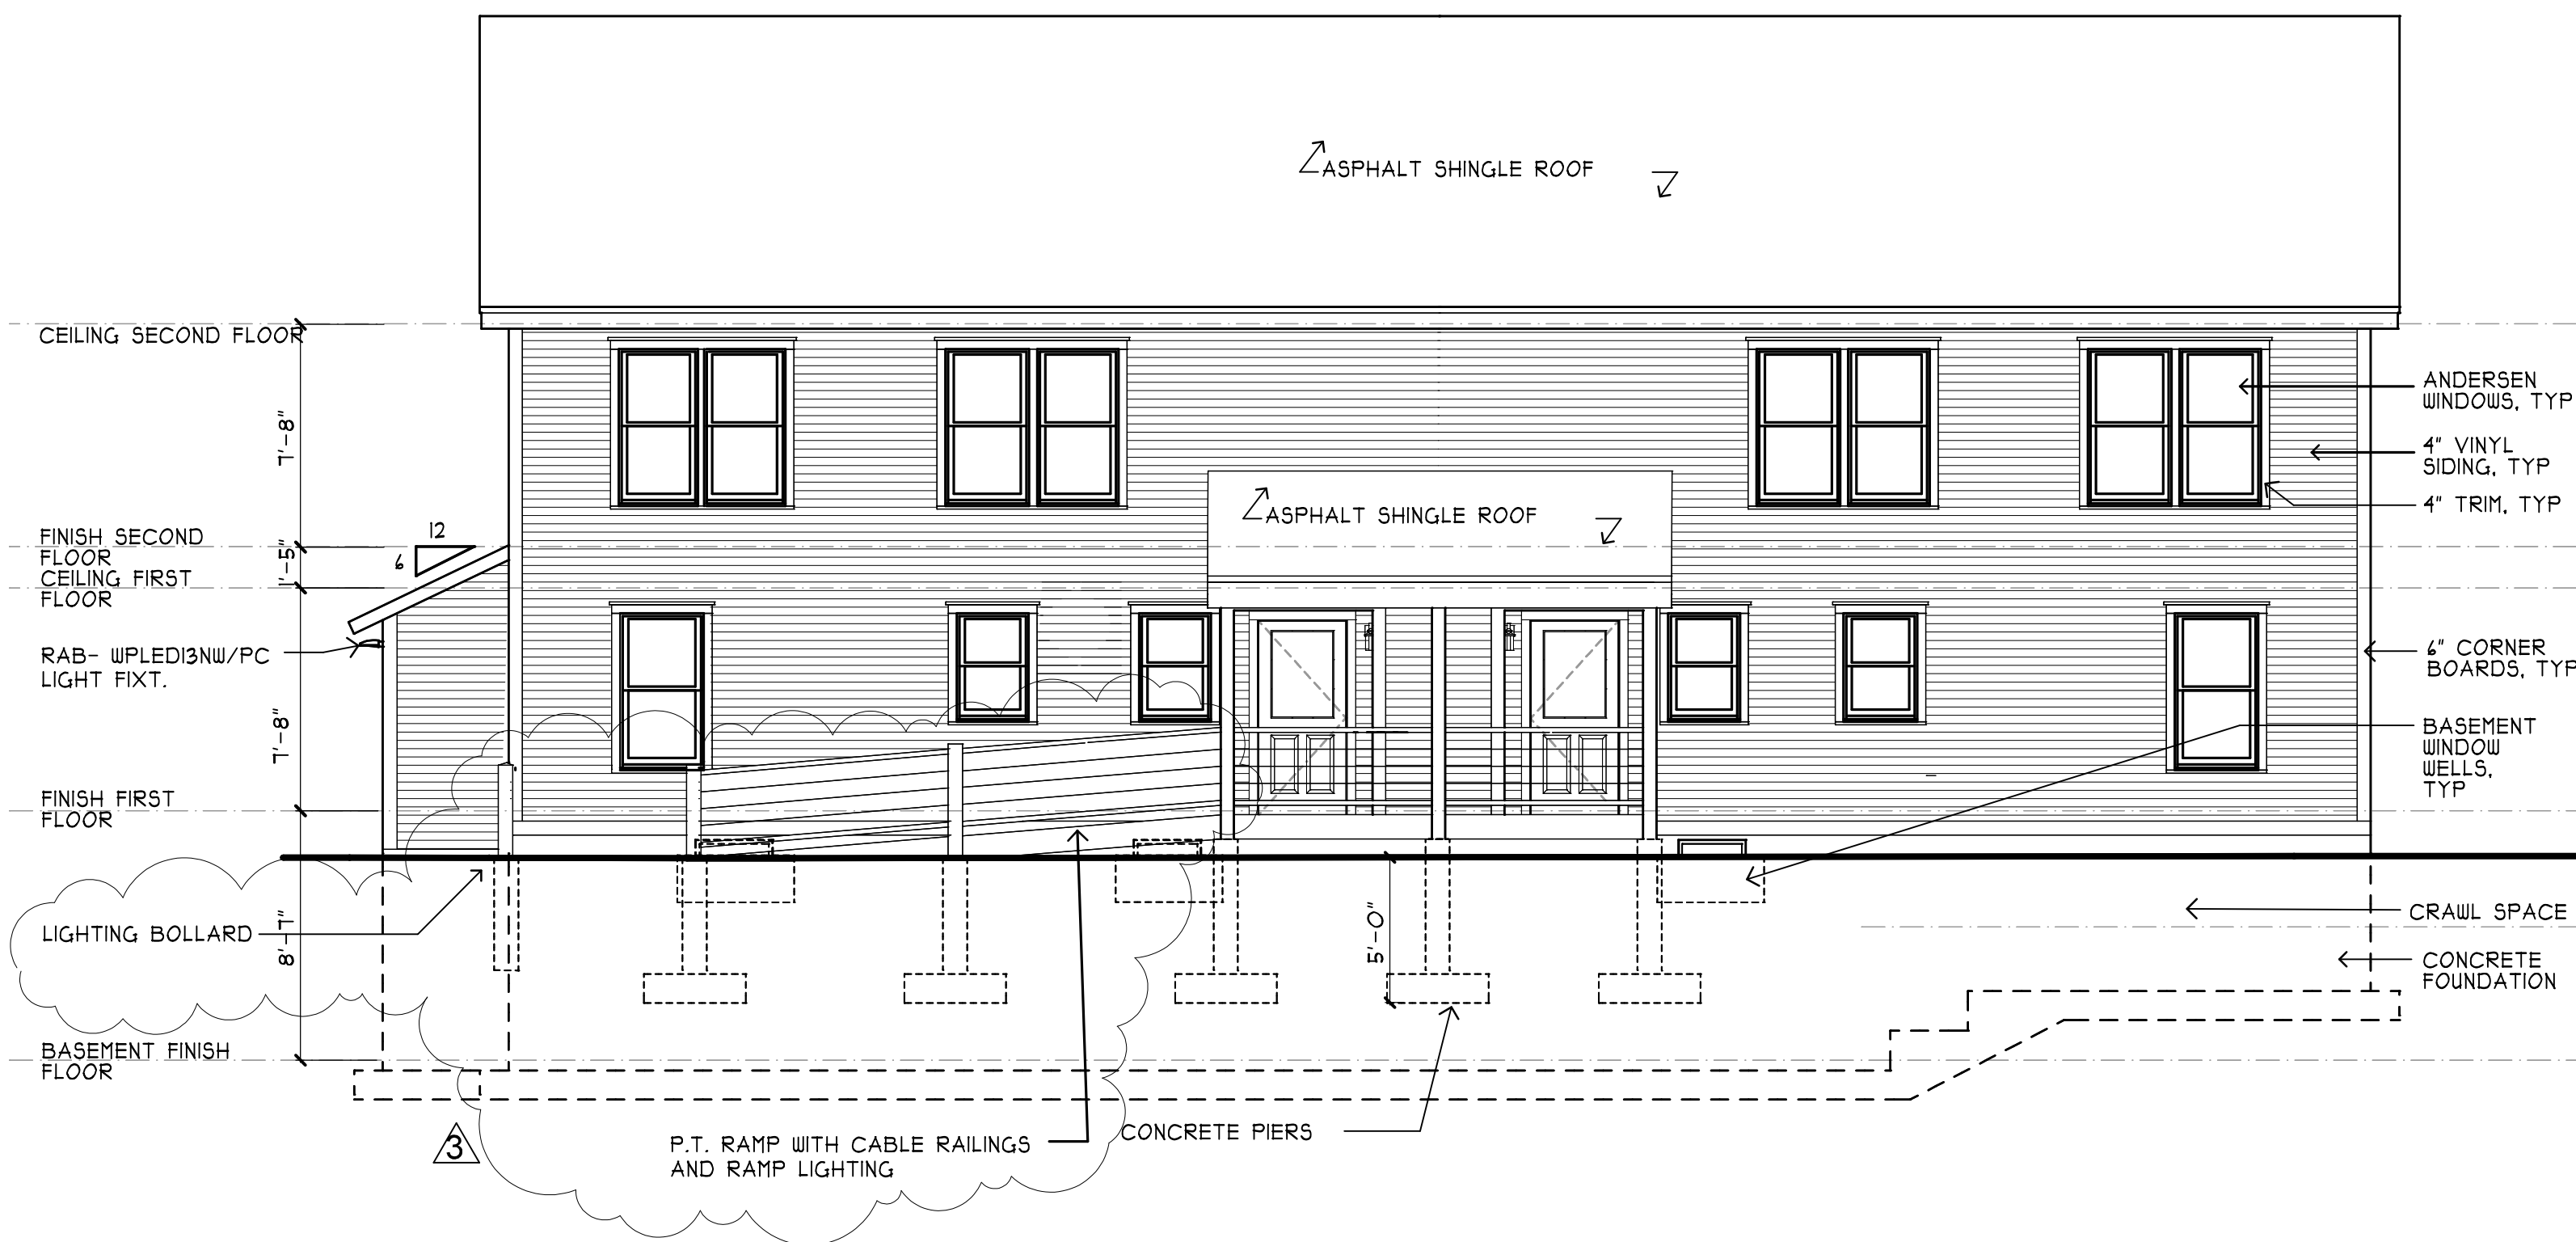 ASPHALT SHINGLE ROOF
CEILING SECOND FLOOR
7'-8"
ANDERSEN
WINDOWS, TYP
4" VINYL
SIDING, TYP
4" TRIM, TYP
ASPHALT SHINGLE ROOF
12
6
FINISH SECOND
FLOOR
1'-5"
CEILING FIRST
FLOOR
RAB- WPLED13NW/PC
LIGHT FIXT.
6" CORNER
BOARDS, TYP
7'-8"
BASEMENT
WINDOW
WELLS,
TYP
FINISH FIRST
FLOOR
LIGHTING BOLLARD
8'-7"
5'-0"
CRAWL SPACE
CONCRETE
FOUNDATION
BASEMENT FINISH
FLOOR
3
P.T. RAMP WITH CABLE RAILINGS
AND RAMP LIGHTING
CONCRETE PIERS